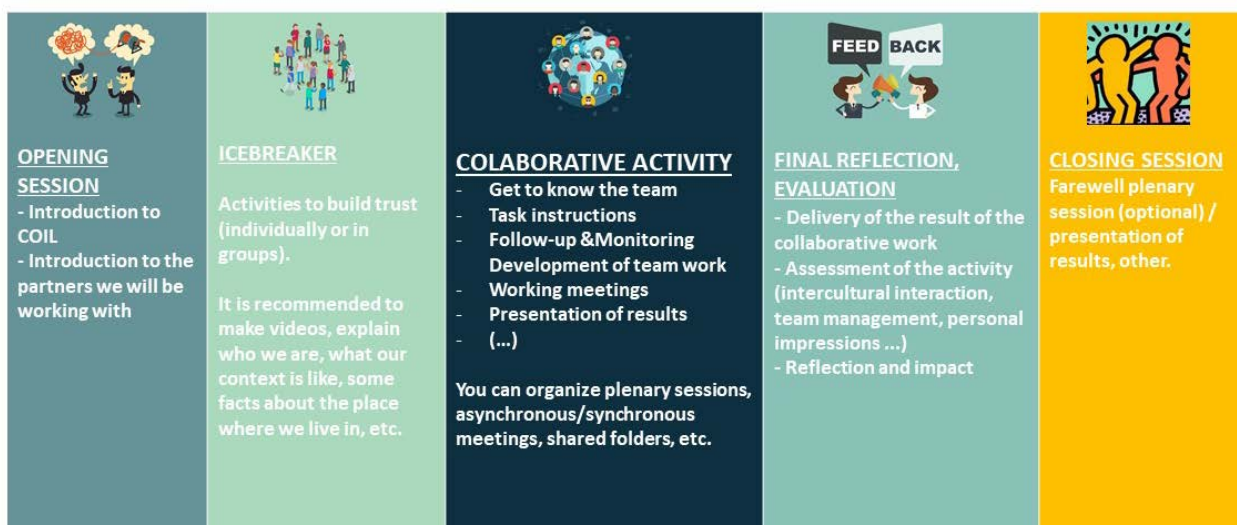 OPENING
SESSION
- Introduction to
COIL
- Introduction to the
partners we will be
working with
ICEBREAKER
Activities to build trust
(individually or in
groups).
It is recommended to
make videos, explain
who we are, what our
context is like, some
facts about the place
where we live in, etc.
COLABORATIVE ACTIVITY
- Get to know the team
- Task instructions
- Follow-up &Monitoring
Development of team work
- Working meetings
- Presentation of results
- (...)
You can organize plenary sessions,
asynchronous/synchronous
meetings, shared folders, etc.
FEED BACK
FINAL REFLECTION,
EVALUATION
- Delivery of the result of the
collaborative work
- Assessment of the activity
(intercultural interaction,
team management, personal
impressions ...)
- Reflection and impact
CLOSING SESSION
Farewell plenary
session (optional) /
presentation of
results, other.